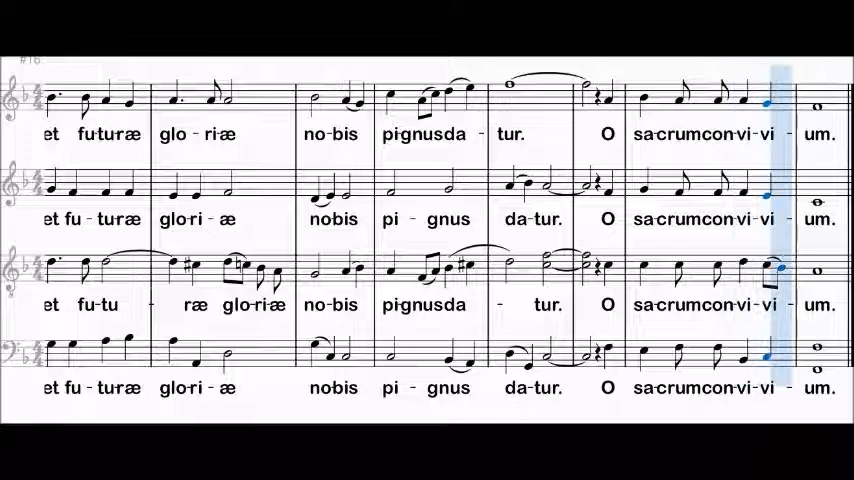 #16.
et fu-tu-ræ glo-ri-æ no-bis pi-gnus da-tur. O sa-crum con-vi-vi-um.
et fu-tu-ræ glo-ri-æ no-bis pi-gnus da-tur. O sa-crum con-vi-vi-um.
et fu-tu-ræ glo-ri-æ no-bis pi-gnus da-tur. O sa-crum con-vi-vi-um.
et fu-tu-ræ glo-ri-æ no-bis pi-gnus da-tur. O sa-crum con-vi-vi-um.